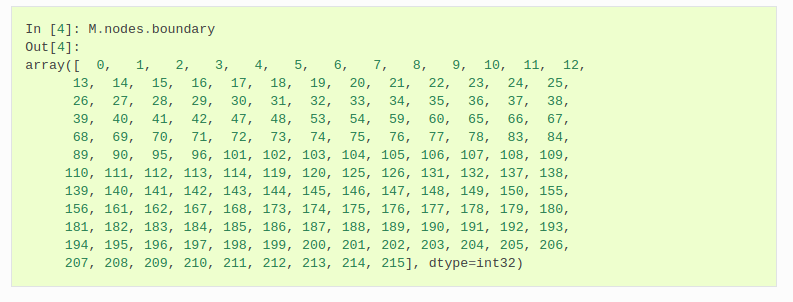 In [4]: M.nodes.boundary
Out[4]:
array([  0,   1,   2,   3,   4,   5,   6,   7,   8,   9,  10,  11,  12,
      13,  14,  15,  16,  17,  18,  19,  20,  21,  22,  23,  24,  25,
      26,  27,  28,  29,  30,  31,  32,  33,  34,  35,  36,  37,  38,
      39,  40,  41,  42,  47,  48,  53,  54,  59,  60,  65,  66,  67,
      68,  69,  70,  71,  72,  73,  74,  75,  76,  77,  78,  83,  84,
      89,  90,  95,  96, 101, 102, 103, 104, 105, 106, 107, 108, 109,
     110, 111, 112, 113, 114, 119, 120, 125, 126, 131, 132, 137, 138,
     139, 140, 141, 142, 143, 144, 145, 146, 147, 148, 149, 150, 155,
     156, 161, 162, 167, 168, 173, 174, 175, 176, 177, 178, 179, 180,
     181, 182, 183, 184, 185, 186, 187, 188, 189, 190, 191, 192, 193,
     194, 195, 196, 197, 198, 199, 200, 201, 202, 203, 204, 205, 206,
     207, 208, 209, 210, 211, 212, 213, 214, 215], dtype=int32)